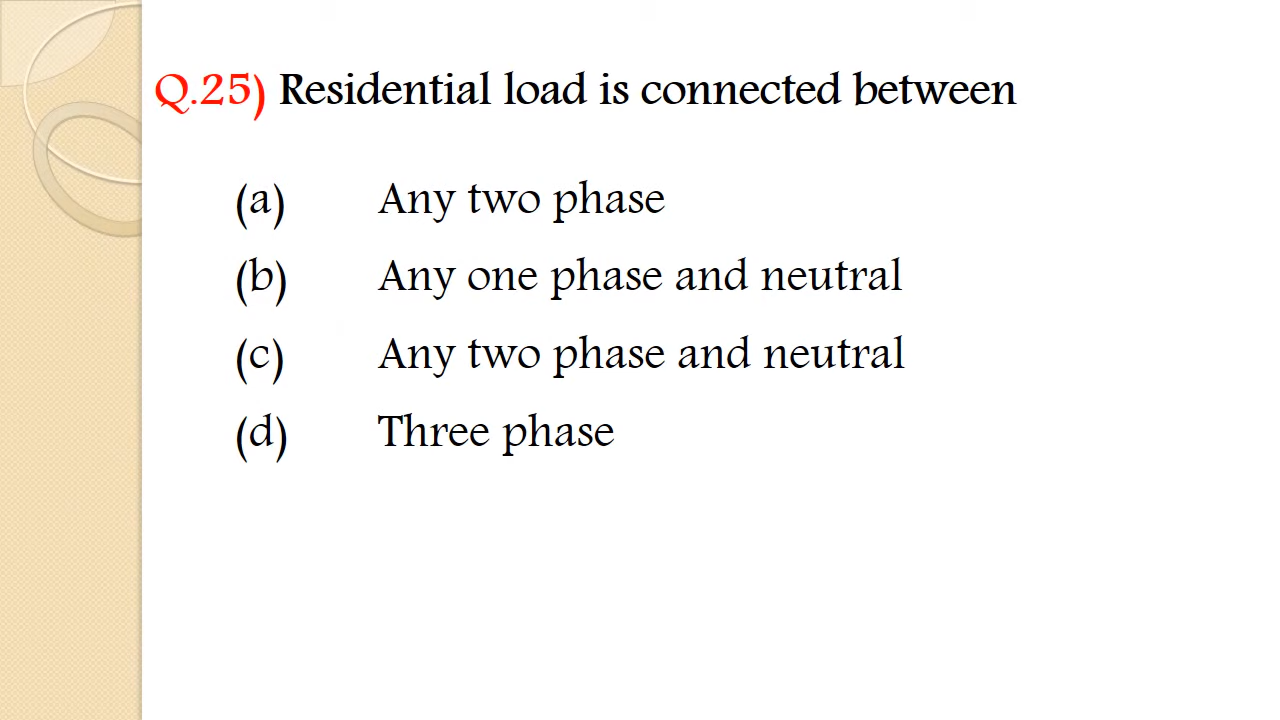 Q.25) Residential load is connected between
(a) Any two phase
(b) Any one phase and neutral
(c) Any two phase and neutral
(d) Three phase